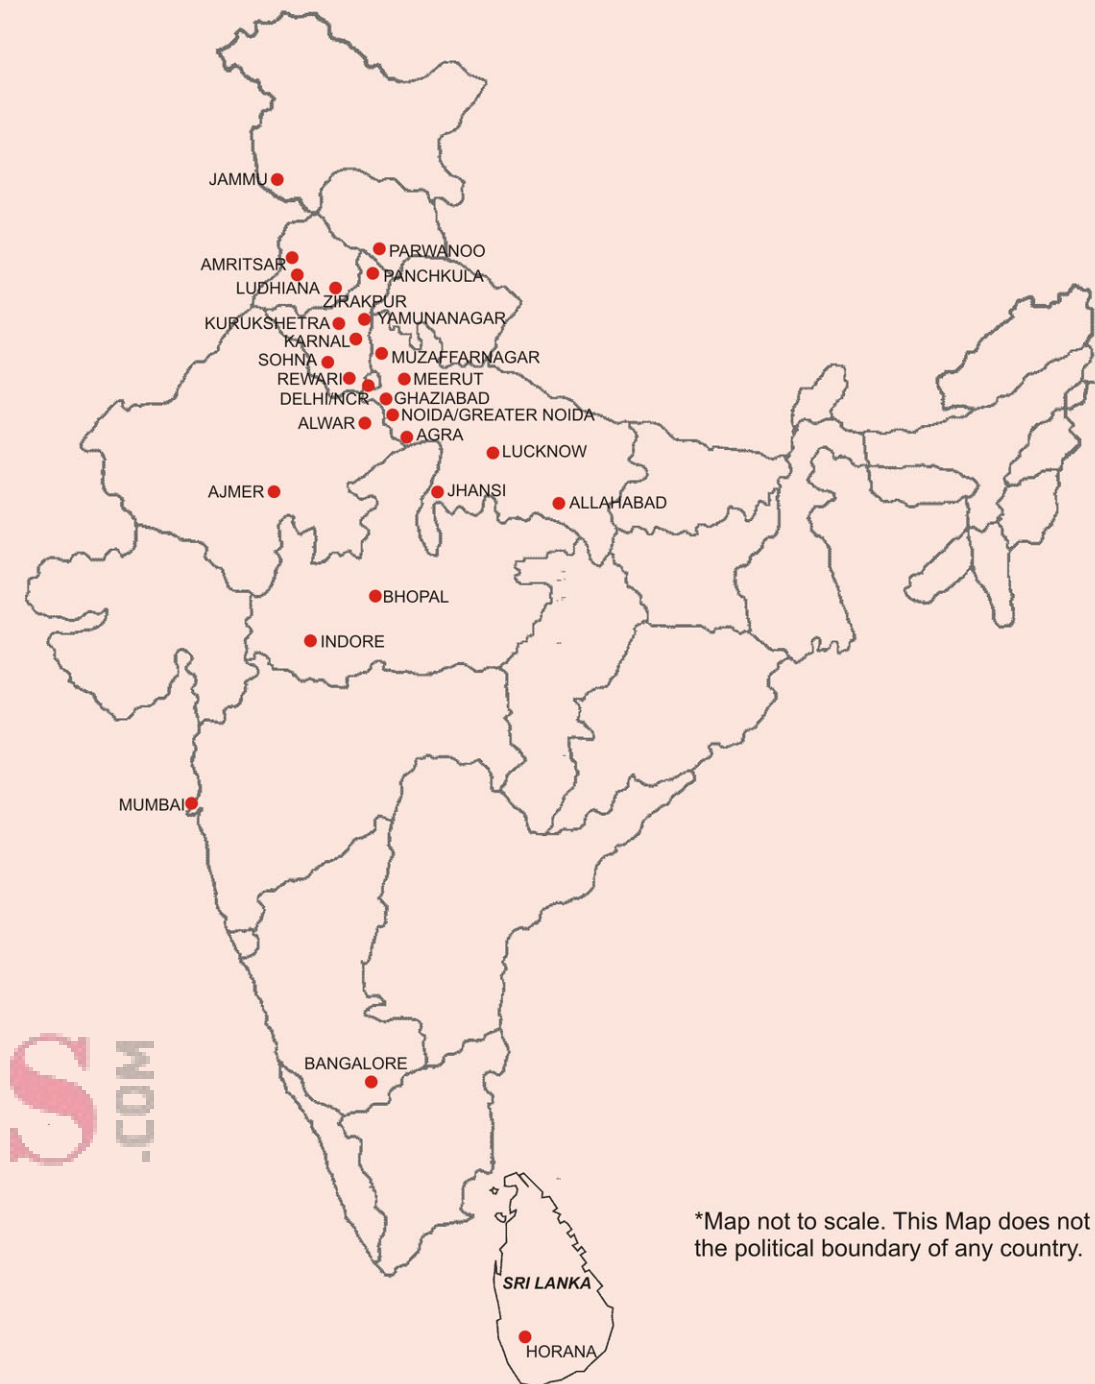 JAMMU
PARWANOO
AMRITSAR
PANCHKULA
LUDHIANA
ZIRAKPUR
YAMUNANAGAR
KURUKSHETRA
KARNAL
MUZAFFARNAGAR
SOHNA
REWARI
MEERUT
DELHI/NCR
GHAZIABAD
NOIDA/GREATER NOIDA
ALWAR
AGRA
LUCKNOW
AJMER
JHANSI
ALLAHABAD
BHOPAL
INDORE
MUMBAI
BANGALORE
S
.COM
*Map not to scale. This Map does not
the political boundary of any country.
SRI LANKA
HORANA